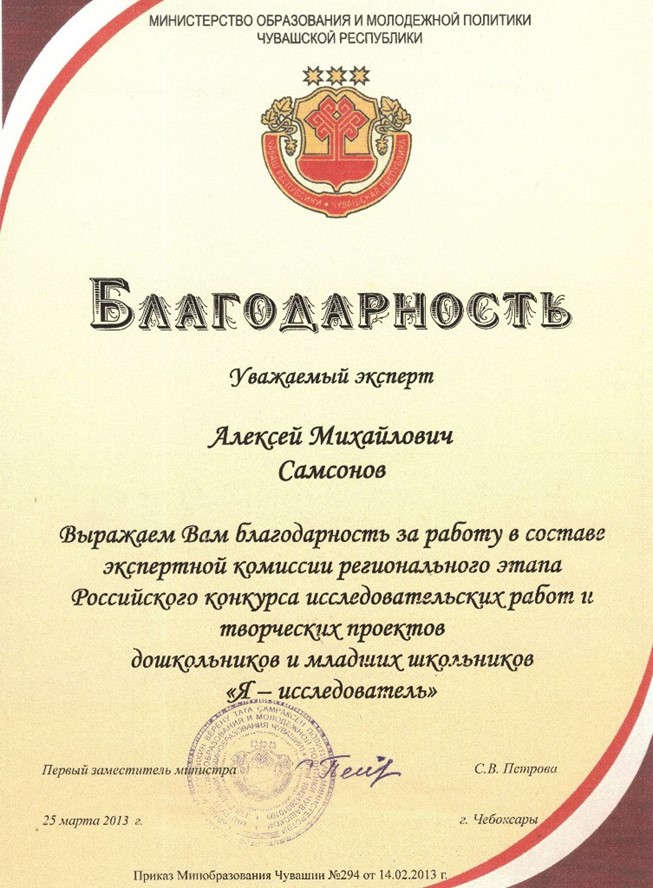 МИНИСТЕРСТВО ОБРАЗОВАНИЯ И МОЛОДЕЖНОЙ ПОЛИТИКИ
ЧУВАШСКОЙ РЕСПУБЛИКИ
ЧӐВАШ РЕСПУБЛИКИ • ЧУВАШСКАЯ РЕСПУБЛИКА
БЛАГОДАРНОСТЬ
Уважаемый эксперт
Алексей Михайлович
Самсонов
Выражаем Вам благодарность за работу в составе
экспертной комиссии регионального этапа
Российского конкурса исследовательских работ и
творческих проектов
дошкольников и младших школьников
«Я – исследователь»
Первый заместитель министра
С.В. Петрова
25 марта 2013 г.
г. Чебоксары
Приказ Минобразования Чувашии №294 от 14.02.2013 г.